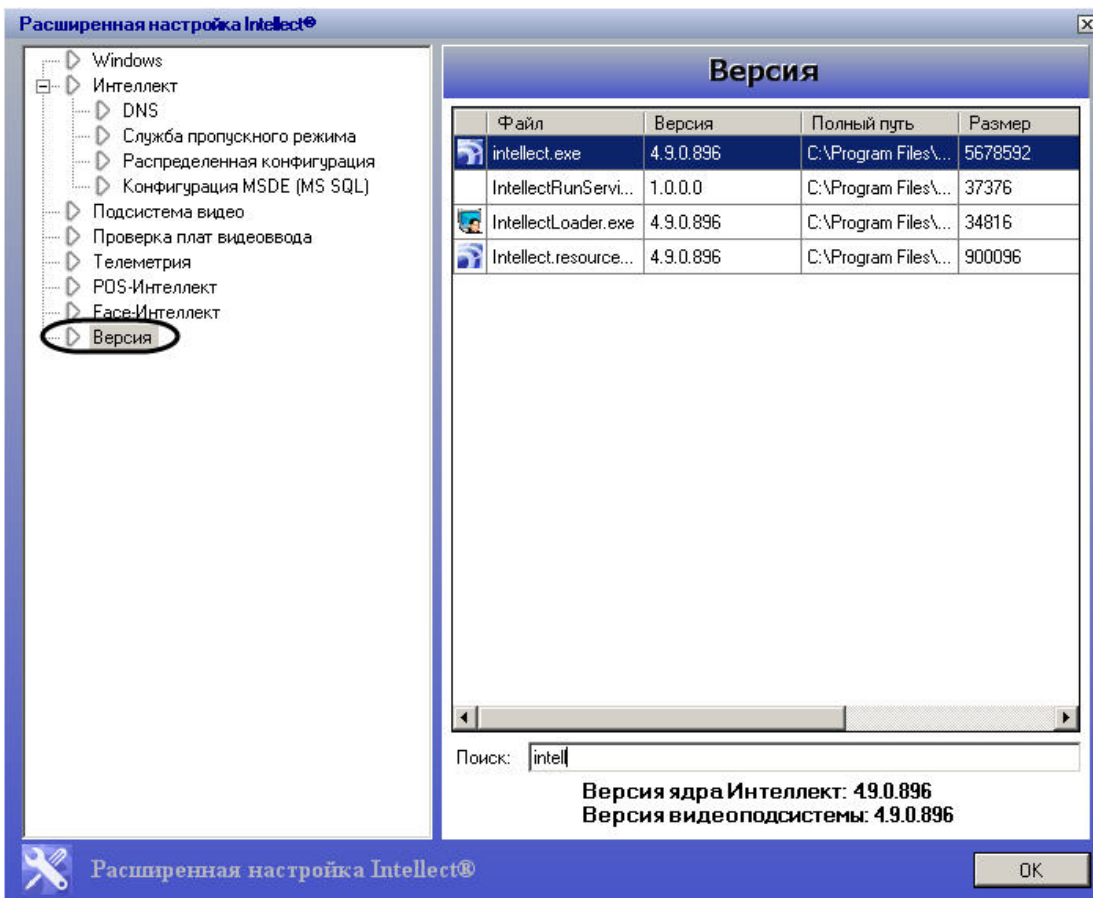 Расширенная настройка Intellect®
Windows
Интеллект
DNS
Служба пропускного режима
Распределенная конфигурация
Конфигурация MSDE (MS SQL)
Подсистема видео
Проверка плат видеоввода
Телеметрия
POS-Интеллект
Face-Интеллект
Версия
Версия
Файл Версия Полный путь Размер
intellect.exe 4.9.0.896 C:\Program Files\... 5678592
IntellectRunServi... 1.0.0.0 C:\Program Files\... 37376
IntellectLoader.exe 4.9.0.896 C:\Program Files\... 34816
Intellect.resource... 4.9.0.896 C:\Program Files\... 900096
Поиск: intell
Версия ядра Интеллект: 4.9.0.896
Версия видеоподсистемы: 4.9.0.896
Расширенная настройка Intellect®
OK